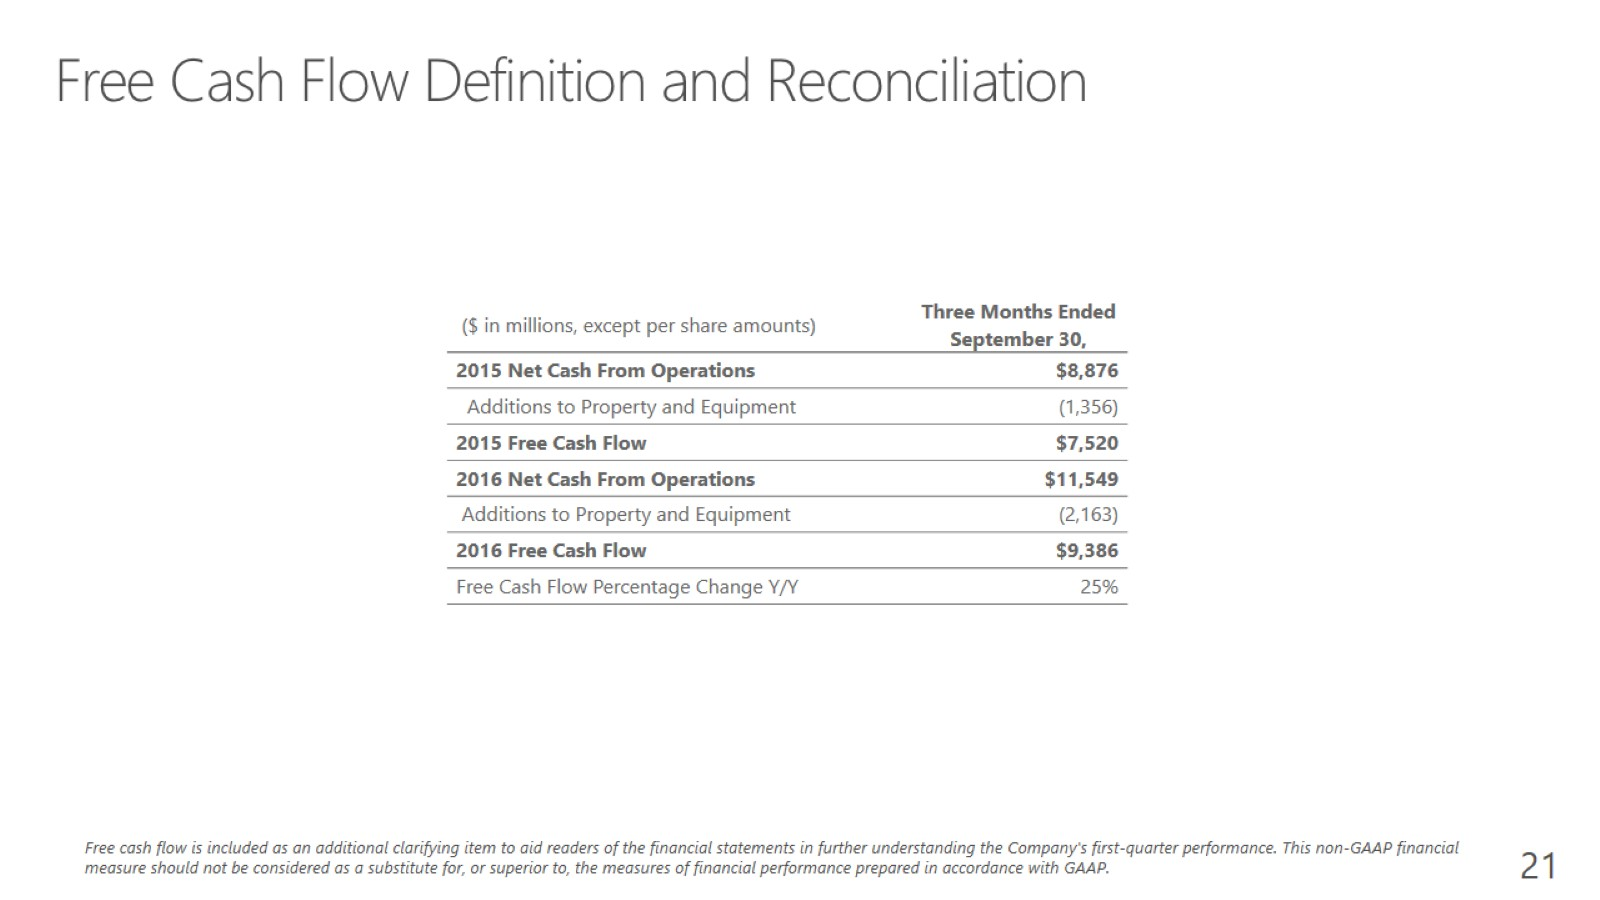 Free Cash Flow Definition and Reconciliation
($ in millions, except per share amounts) Three Months Ended September 30,
2015 Net Cash From Operations $8,876
Additions to Property and Equipment (1,356)
2015 Free Cash Flow $7,520
2016 Net Cash From Operations $11,549
Additions to Property and Equipment (2,163)
2016 Free Cash Flow $9,386
Free Cash Flow Percentage Change Y/Y 25%
Free cash flow is included as an additional clarifying item to aid readers of the financial statements in further understanding the Company's first-quarter performance. This non-GAAP financial
measure should not be considered as a substitute for, or superior to, the measures of financial performance prepared in accordance with GAAP.
21